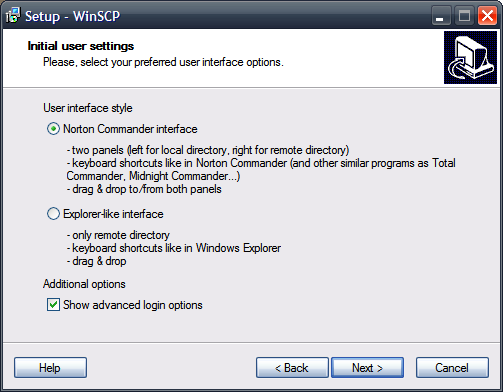 Setup - WinSCP
Initial user settings
Please, select your preferred user interface options.
User interface style
Norton Commander interface
- two panels (left for local directory, right for remote directory)
- keyboard shortcuts like in Norton Commander (and other similar programs as Total
Commander, Midnight Commander...)
- drag & drop to/from both panels
Explorer-like interface
- only remote directory
- keyboard shortcuts like in Windows Explorer
- drag & drop
Additional options
Show advanced login options
Help
< Back
Next >
Cancel